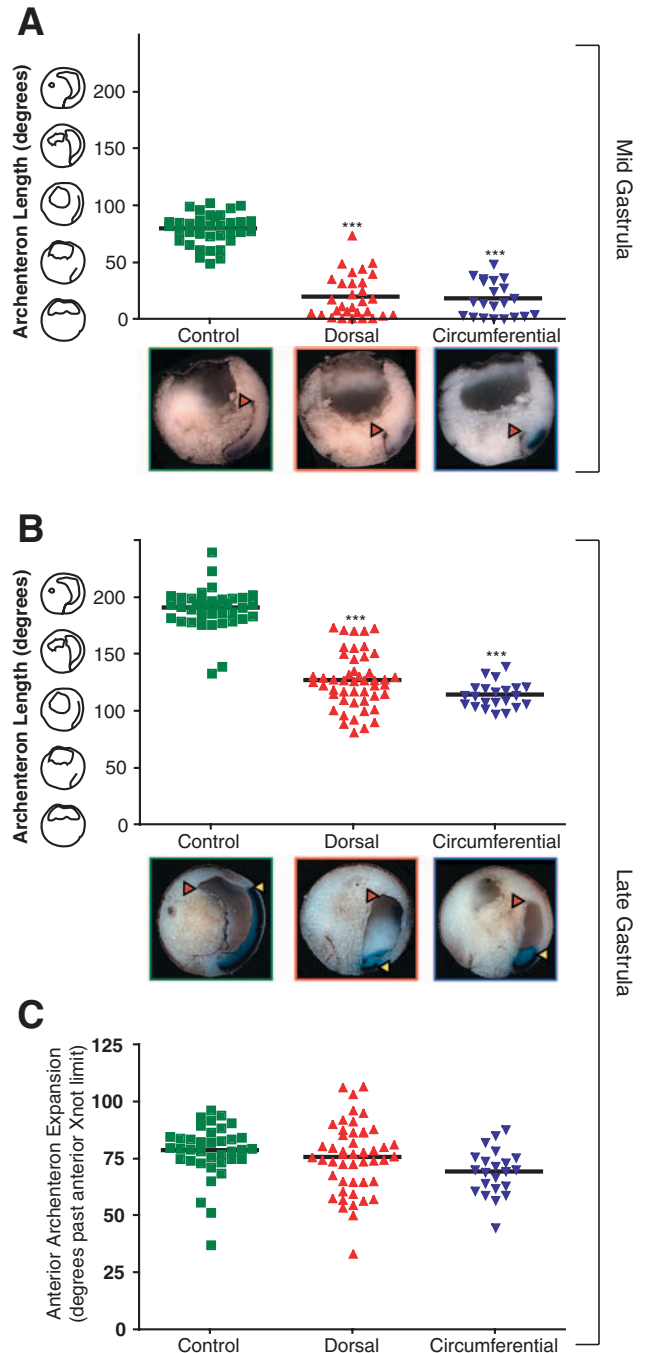 A
Archenteron Length (degrees)
200
150
100
50
0
***
***
Control
Dorsal
Circumferential
Mid Gastrula
B
Archenteron Length (degrees)
200
150
100
50
0
***
***
Control
Dorsal
Circumferential
Late Gastrula
C
Anterior Archenteron Expansion
(degrees past anterior Xnot limit)
125
100
75
50
25
0
Control
Dorsal
Circumferential